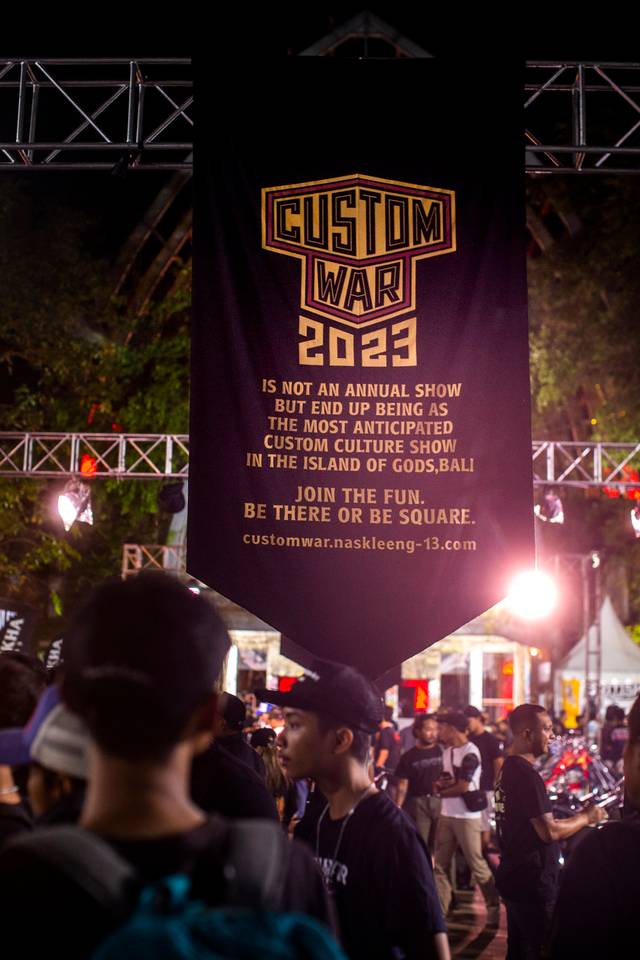 CUSTOM
WAR
2023
IS NOT AN ANNUAL SHOW
BUT END UP BEING AS
THE MOST ANTICIPATED
CUSTOM CULTURE SHOW
IN THE ISLAND OF GODS,BALI
JOIN THE FUN.
BE THERE OR BE SQUARE.
customwar.naskleeng-13.com